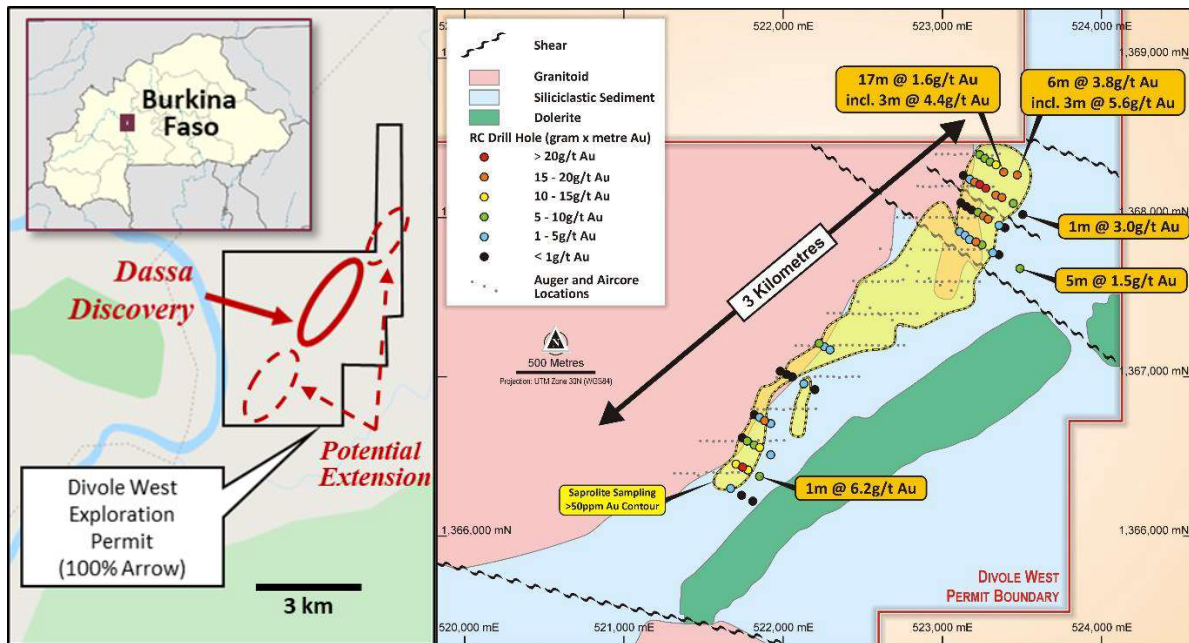 Burkina
Faso
Dassa
Discovery
Potential
Extension
Divole West
Exploration
Permit
(100% Arrow)
3 km
522,000 mE
523,000 mE
524,000 mE
Shear
Granitoid
Siliciclastic Sediment
Dolerite
RC Drill Hole (gram x metre Au)
> 20g/t Au
15 - 20g/t Au
10 - 15g/t Au
5 - 10g/t Au
1 - 5g/t Au
< 1g/t Au
Auger and Aircore
Locations
500 Metres
Projection: UTM Zone 30N (WGS84)
3 Kilometres
17m @ 1.6g/t Au
incl. 3m @ 4.4g/t Au
6m @ 3.8g/t Au
incl. 3m @ 5.6g/t Au
1m @ 3.0g/t Au
5m @ 1.5g/t Au
1m @ 6.2g/t Au
Saprolite Sampling
>50ppm Au Contour
1,369,000 mN
1,368,000 mN
1,367,000 mN
1,366,000 mN
1,366,000 mN
DIVOLE WEST
PERMIT BOUNDARY
520,000 mE
521,000 mE
522,000 mE
523,000 mE
524,000 mE